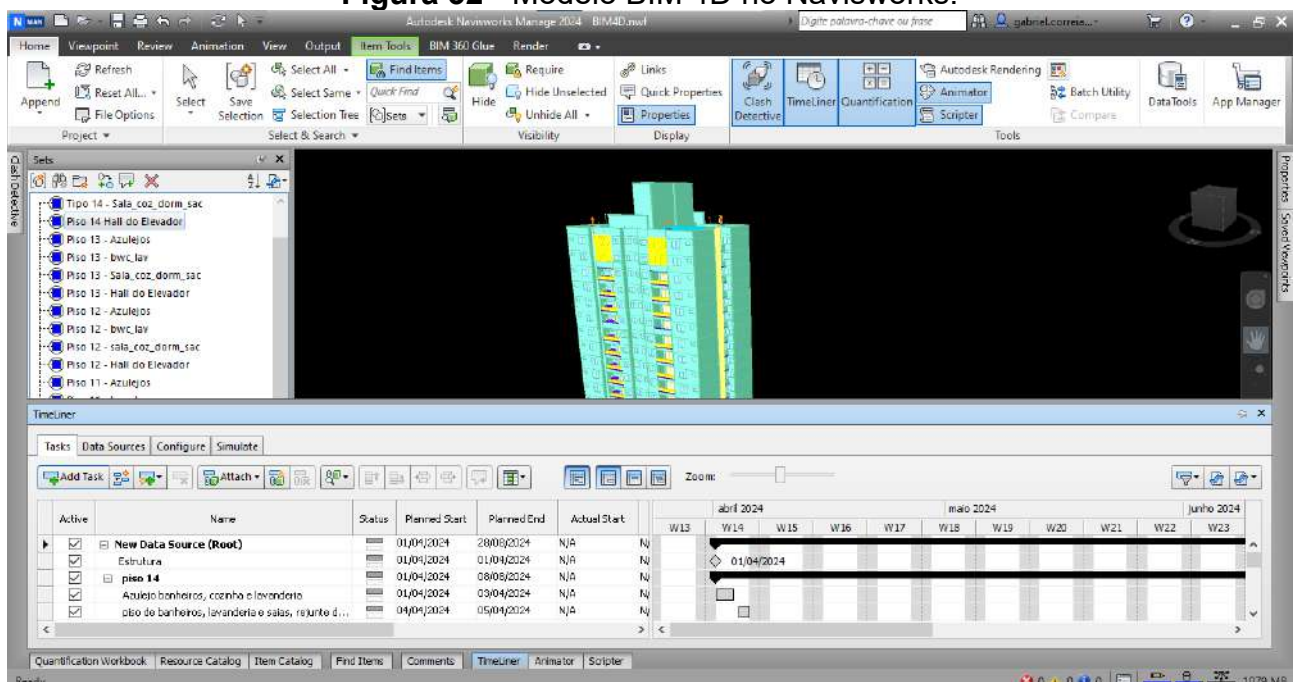 Figura 32 - Modelo BIM 4D no Navisworks.
Autodesk Navisworks Manage 2024 BIM4D.nwf
Digite palavra-chave ou frase
gabriel.correia...
Home Viewpoint Review Animation View Output Item Tools BIM 360 Glue Render
Refresh Select All Find Items Require Links Autodesk Rendering
Reset All... Select Same Quick Find Hide Unselected Quick Properties Animator Batch Utility
File Options Selection Tree Sets Unhide All Properties Scripter Compare
Append Select Save Selection Hide Clash Detective TimeLiner Quantification DataTools App Manager
Project Select & Search Visibility Display Tools
Clash Detective
Sets
Tipo 14 - Sala_coz_dorm_sac
Piso 14 Hall do Elevador
Piso 13 - Azulejos
Piso 13 - bwc_lav
Piso 13 - Sala_coz_dorm_sac
Piso 13 - Hall do Elevador
Piso 12 - Azulejos
Piso 12 - bwc_lav
Piso 12 - sala_coz_dorm_sac
Piso 12 - Hall do Elevador
Piso 11 - Azulejos
Properties Saved Viewpoints
TimeLiner
Tasks Data Sources Configure Simulate
Add Task Attach Zoom:
Active Name Status Planned Start Planned End Actual Start
abril 2024 maio 2024 junho 2024
W13 W14 W15 W16 W17 W18 W19 W20 W21 W22 W23
New Data Source (Root) 01/04/2024 28/08/2024 N/A
Estrutura 01/04/2024 01/04/2024 N/A 01/04/2024
piso 14 01/04/2024 08/08/2024 N/A
Azulejo banheiros, cozinha e lavanderia 01/04/2024 03/04/2024 N/A
piso de banheiros, lavanderia e saias, rejunte d... 04/04/2024 05/04/2024 N/A
Quantification Workbook Resource Catalog Item Catalog Find Items Comments TimeLiner Animator Scripter
Ready
1079 MB